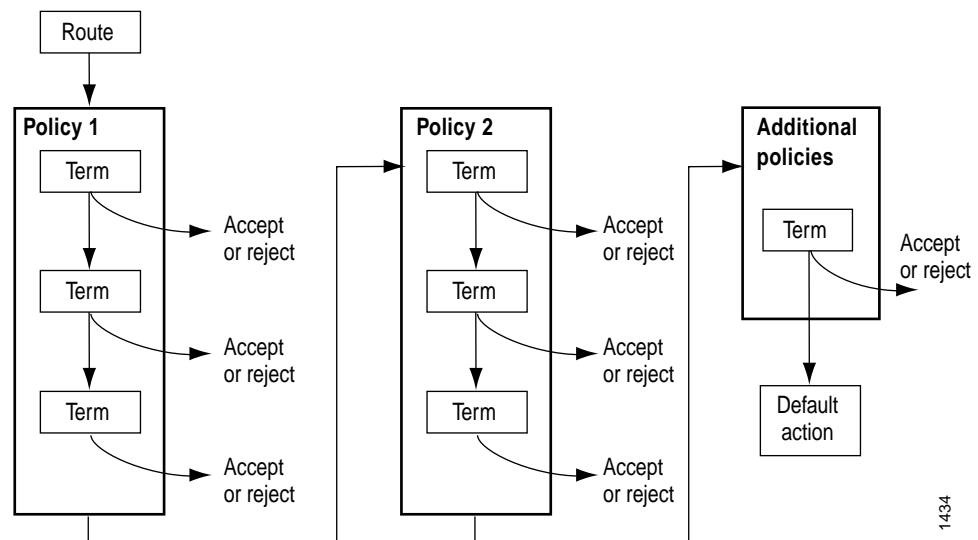 Route
Policy 1
Term
Accept
or reject
Term
Accept
or reject
Term
Accept
or reject
Policy 2
Term
Accept
or reject
Term
Accept
or reject
Term
Accept
or reject
Additional
policies
Term
Accept
or reject
Default
action
1434